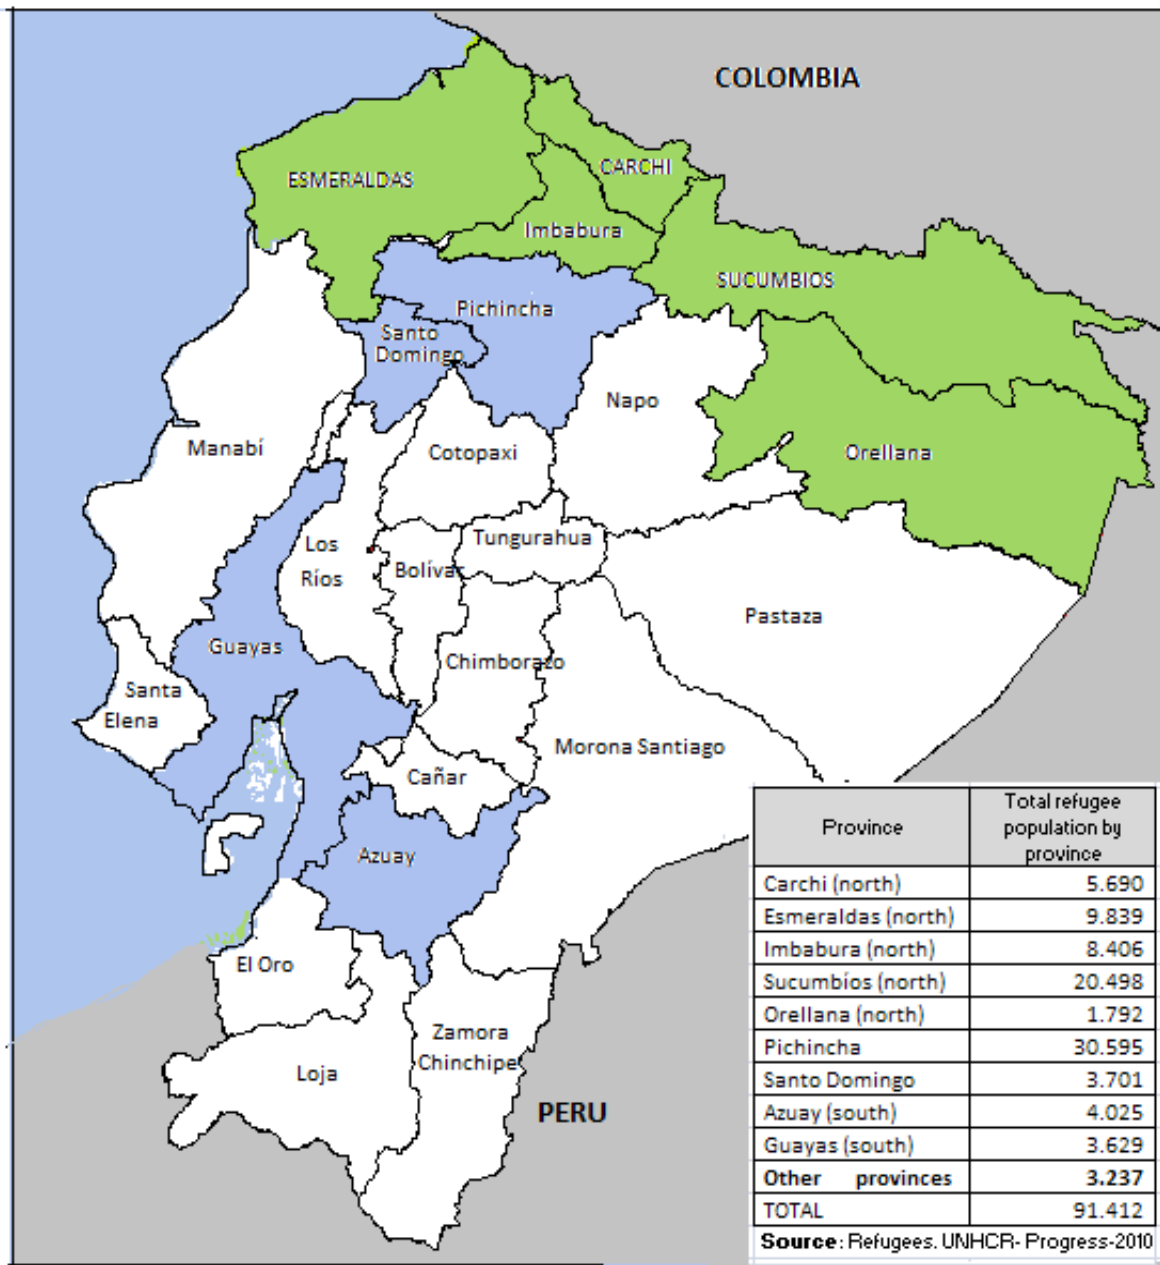 COLOMBIA
CARCHI
ESMERALDAS
Imbabura
SUCUMBIOS
Pichincha
Santo
Domingo
Napo
Manabí
Cotopaxi
Orellana
Los
Ríos
Tungurahua
Bolívar
Pastaza
Guayas
Chimborazo
Santa
Elena
Morona Santiago
Cañar
Azuay
El Oro
Zamora
Chinchipe
Loja
PERU
Province Total refugee
population by
province
Carchi (north) 5.690
Esmeraldas (north) 9.839
Imbabura (north) 8.406
Sucumbíos (north) 20.498
Orellana (north) 1.792
Pichincha 30.595
Santo Domingo 3.701
Azuay (south) 4.025
Guayas (south) 3.629
Other provinces 3.237
TOTAL 91.412
Source: Refugees. UNHCR- Progress-2010